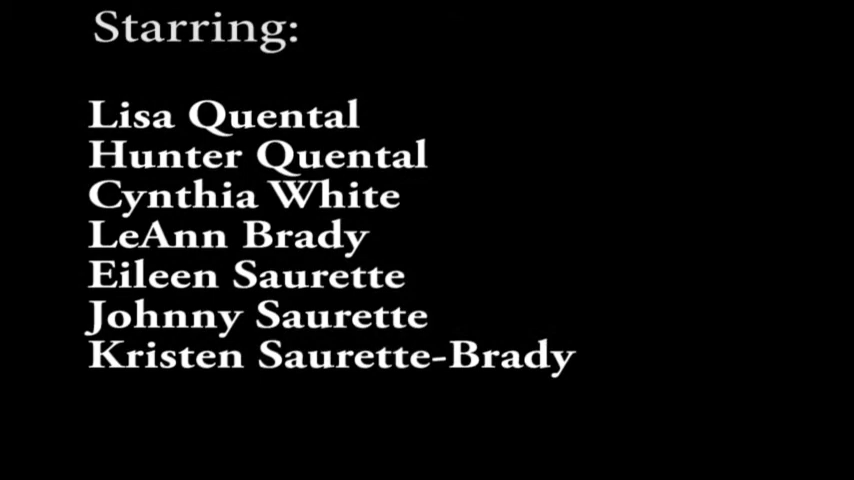 Starring:
Lisa Quental
Hunter Quental
Cynthia White
LeAnn Brady
Eileen Saurette
Johnny Saurette
Kristen Saurette-Brady